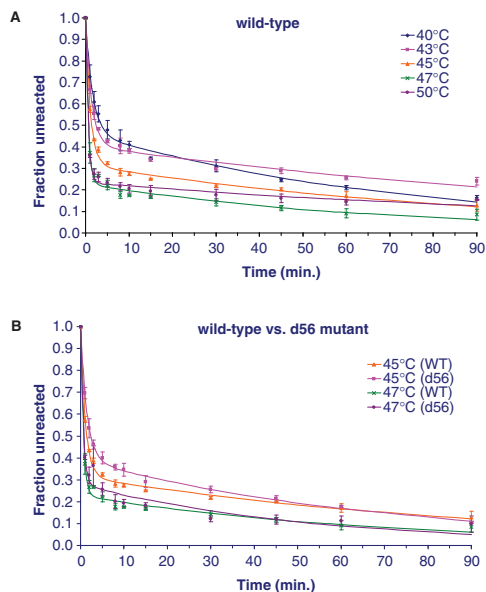 A
wild-type
40°C
43°C
45°C
47°C
50°C
Fraction unreacted
1.0
0.9
0.8
0.7
0.6
0.5
0.4
0.3
0.2
0.1
0.0
0 10 20 30 40 50 60 70 80 90
Time (min.)
B
wild-type vs. d56 mutant
45°C (WT)
45°C (d56)
47°C (WT)
47°C (d56)
Fraction unreacted
1.0
0.9
0.8
0.7
0.6
0.5
0.4
0.3
0.2
0.1
0.0
0 10 20 30 40 50 60 70 80 90
Time (min.)